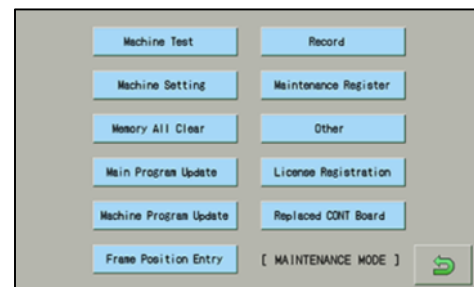 Machine Test
Record
Machine Setting
Maintenance Register
Memory All Clear
Other
Main Program Update
License Registration
Machine Program Update
Replaced CONT Board
Frame Position Entry
[ MAINTENANCE MODE ]